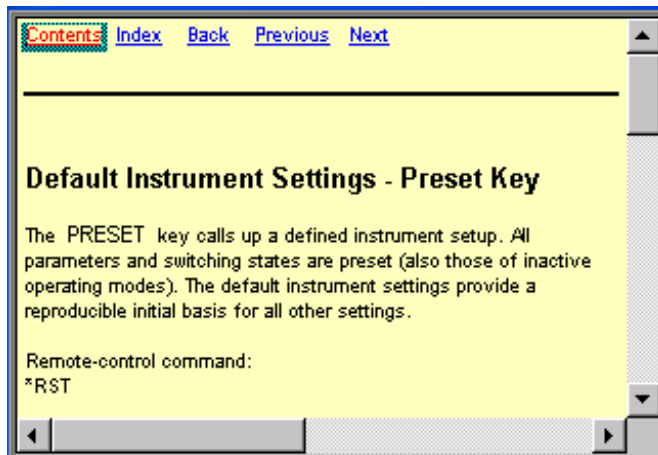 Contents Index Back Previous Next
Default Instrument Settings - Preset Key
The PRESET key calls up a defined instrument setup. All
parameters and switching states are preset (also those of inactive
operating modes). The default instrument settings provide a
reproducible initial basis for all other settings.
Remote-control command:
*RST